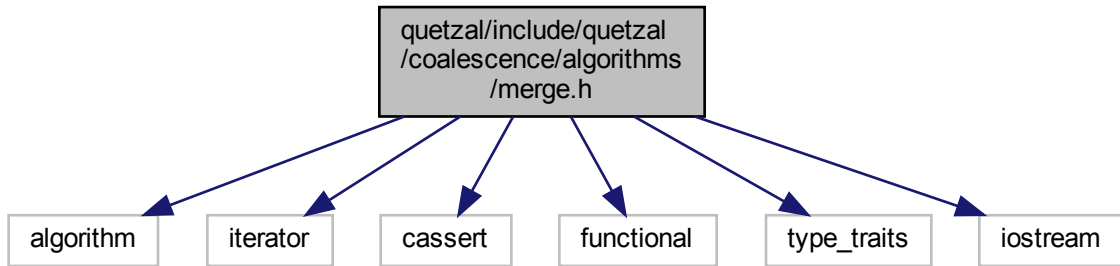 quetzal/include/quetzal
/coalescence/algorithms
/merge.h
algorithm
iterator
cassert
functional
type_traits
iostream